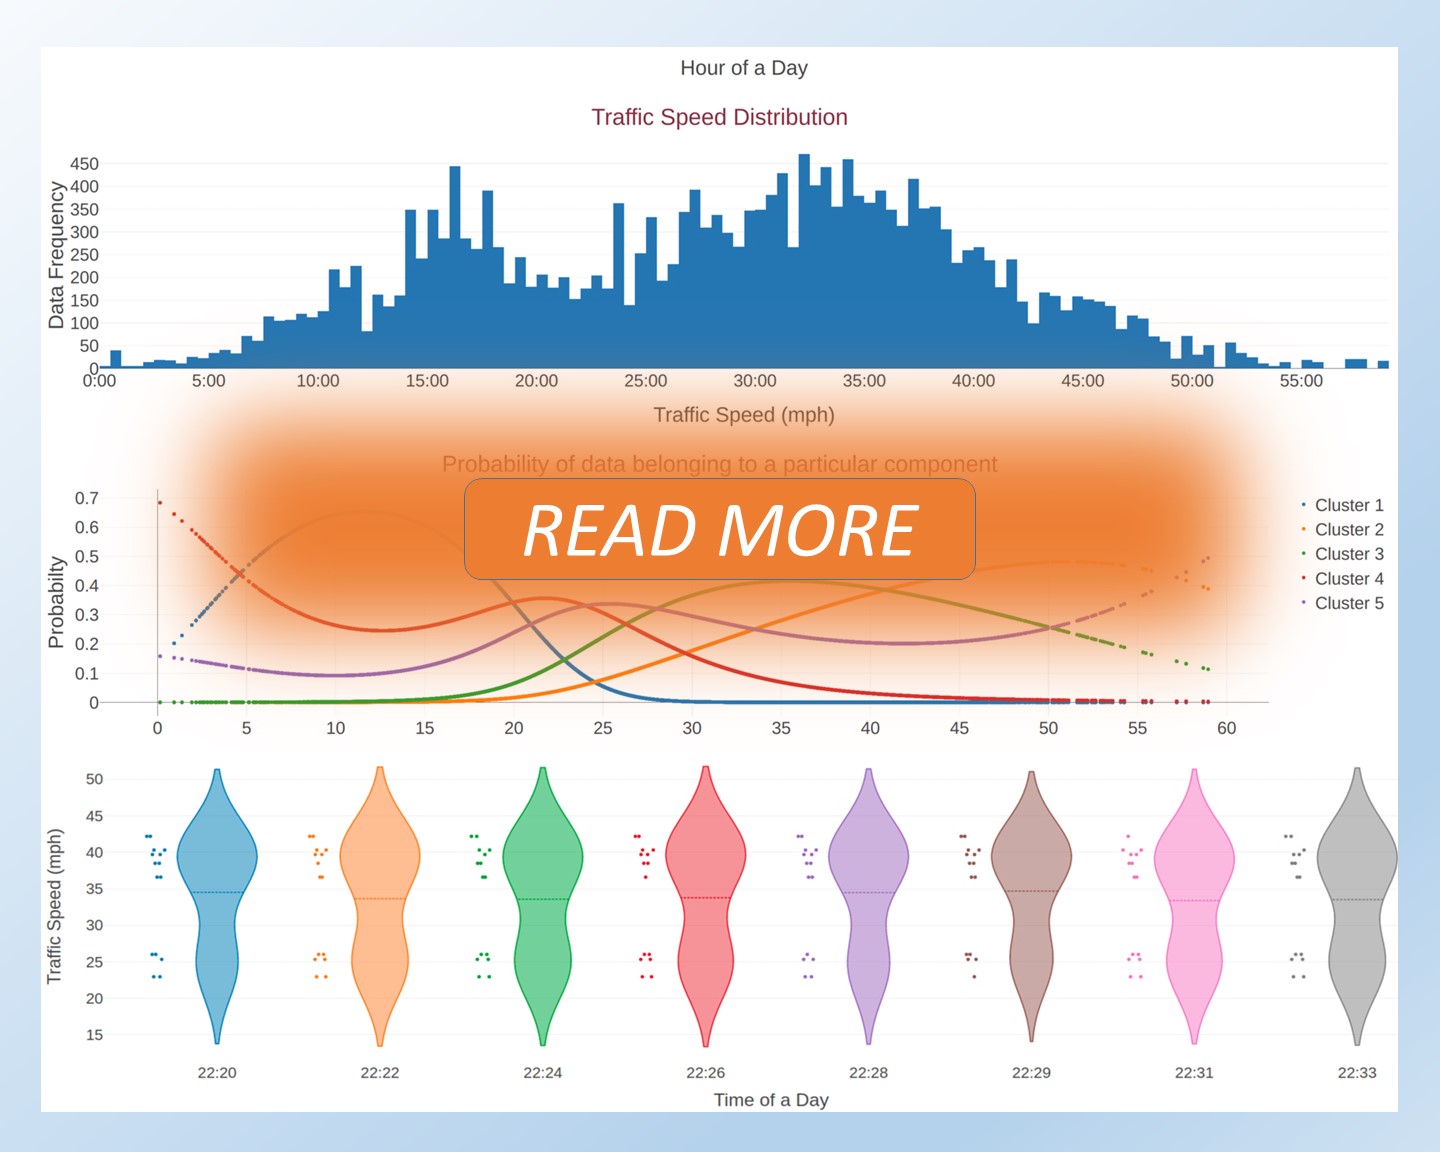 Hour of a Day
Traffic Speed Distribution
Data Frequency
450
400
350
300
250
200
150
100
50
0
0:00 5:00 10:00 15:00 20:00 25:00 30:00 35:00 40:00 45:00 50:00 55:00
Traffic Speed (mph)
Probability of data belonging to a particular component
READ MORE
Probability
0.7
0.6
0.5
0.4
0.3
0.2
0.1
0
0 5 10 15 20 25 30 35 40 45 50 55 60
Cluster 1
Cluster 2
Cluster 3
Cluster 4
Cluster 5
Traffic Speed (mph)
50
45
40
35
30
25
20
15
22:20 22:22 22:24 22:26 22:28 22:29 22:31 22:33
Time of a Day